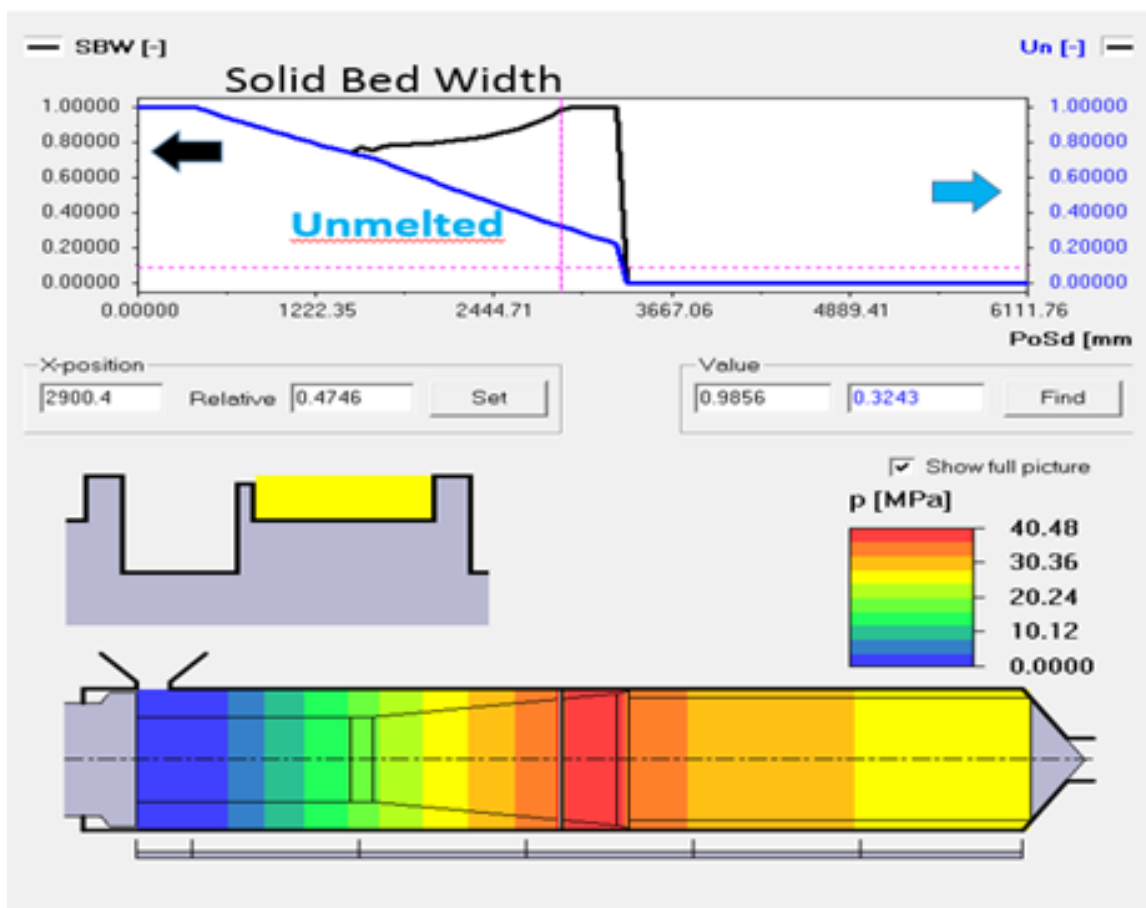 SBW [-]
Un [-]
Solid Bed Width
1.00000
0.80000
0.60000
0.40000
0.20000
0.00000
Unmelted
1.00000
0.80000
0.60000
0.40000
0.20000
0.00000
0.00000 1222.35 2444.71 3667.06 4889.41 6111.76
PoSd [mm
X-position
2900.4 Relative 0.4746 Set
Value
0.9856 0.3243 Find
Show full picture
p [MPa]
40.48
30.36
20.24
10.12
0.0000